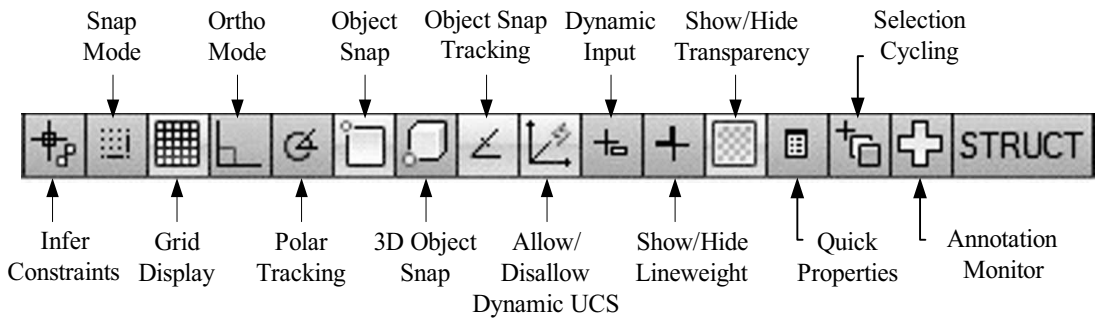 Snap
Mode
Ortho
Mode
Object
Snap
Object Snap
Tracking
Dynamic
Input
Show/Hide
Transparency
Selection
Cycling
STRUCT
Infer
Constraints
Grid
Display
Polar
Tracking
3D Object
Snap
Allow/
Disallow
Dynamic UCS
Show/Hide
Lineweight
Quick
Properties
Annotation
Monitor